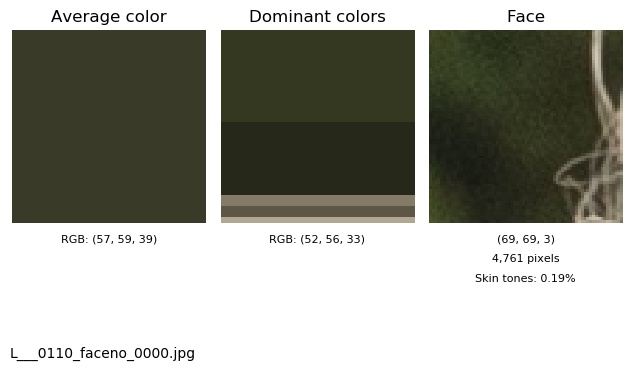 Average color
Dominant colors
Face
RGB: (57, 59, 39)
RGB: (52, 56, 33)
(69, 69, 3)
4,761 pixels
Skin tones: 0.19%
L___0110_faceno_0000.jpg